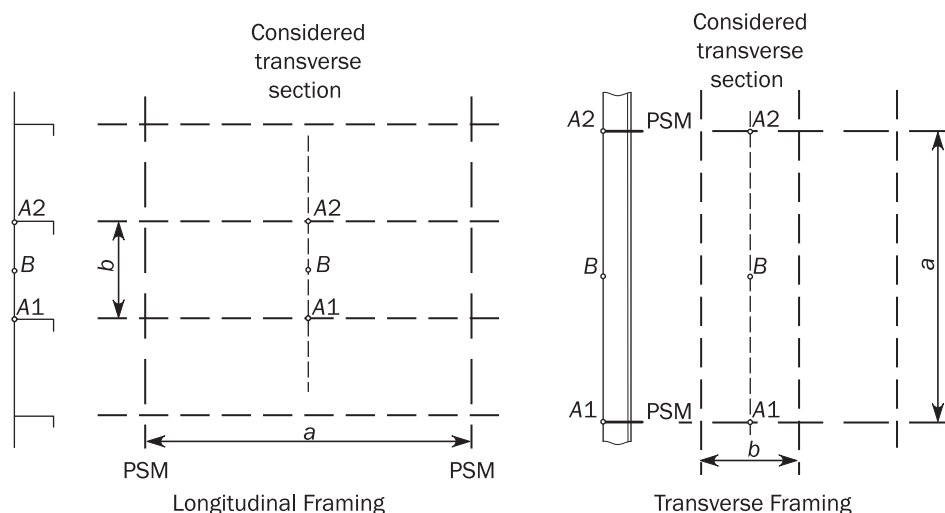 Considered
transverse
section
A2
B
A1
b
A2
B
A1
a
PSM
PSM
Longitudinal Framing
Considered
transverse
section
A2
PSM
A2
B
B
a
A1
PSM
A1
b
Transverse Framing